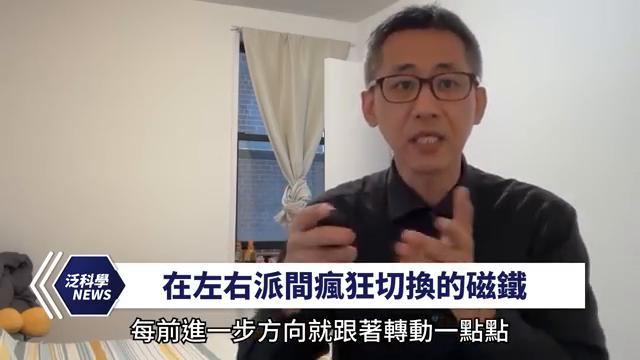 泛科學
NEWS
在左右派間瘋狂切換的磁鐵
每前進一步方向就跟著轉動一點點